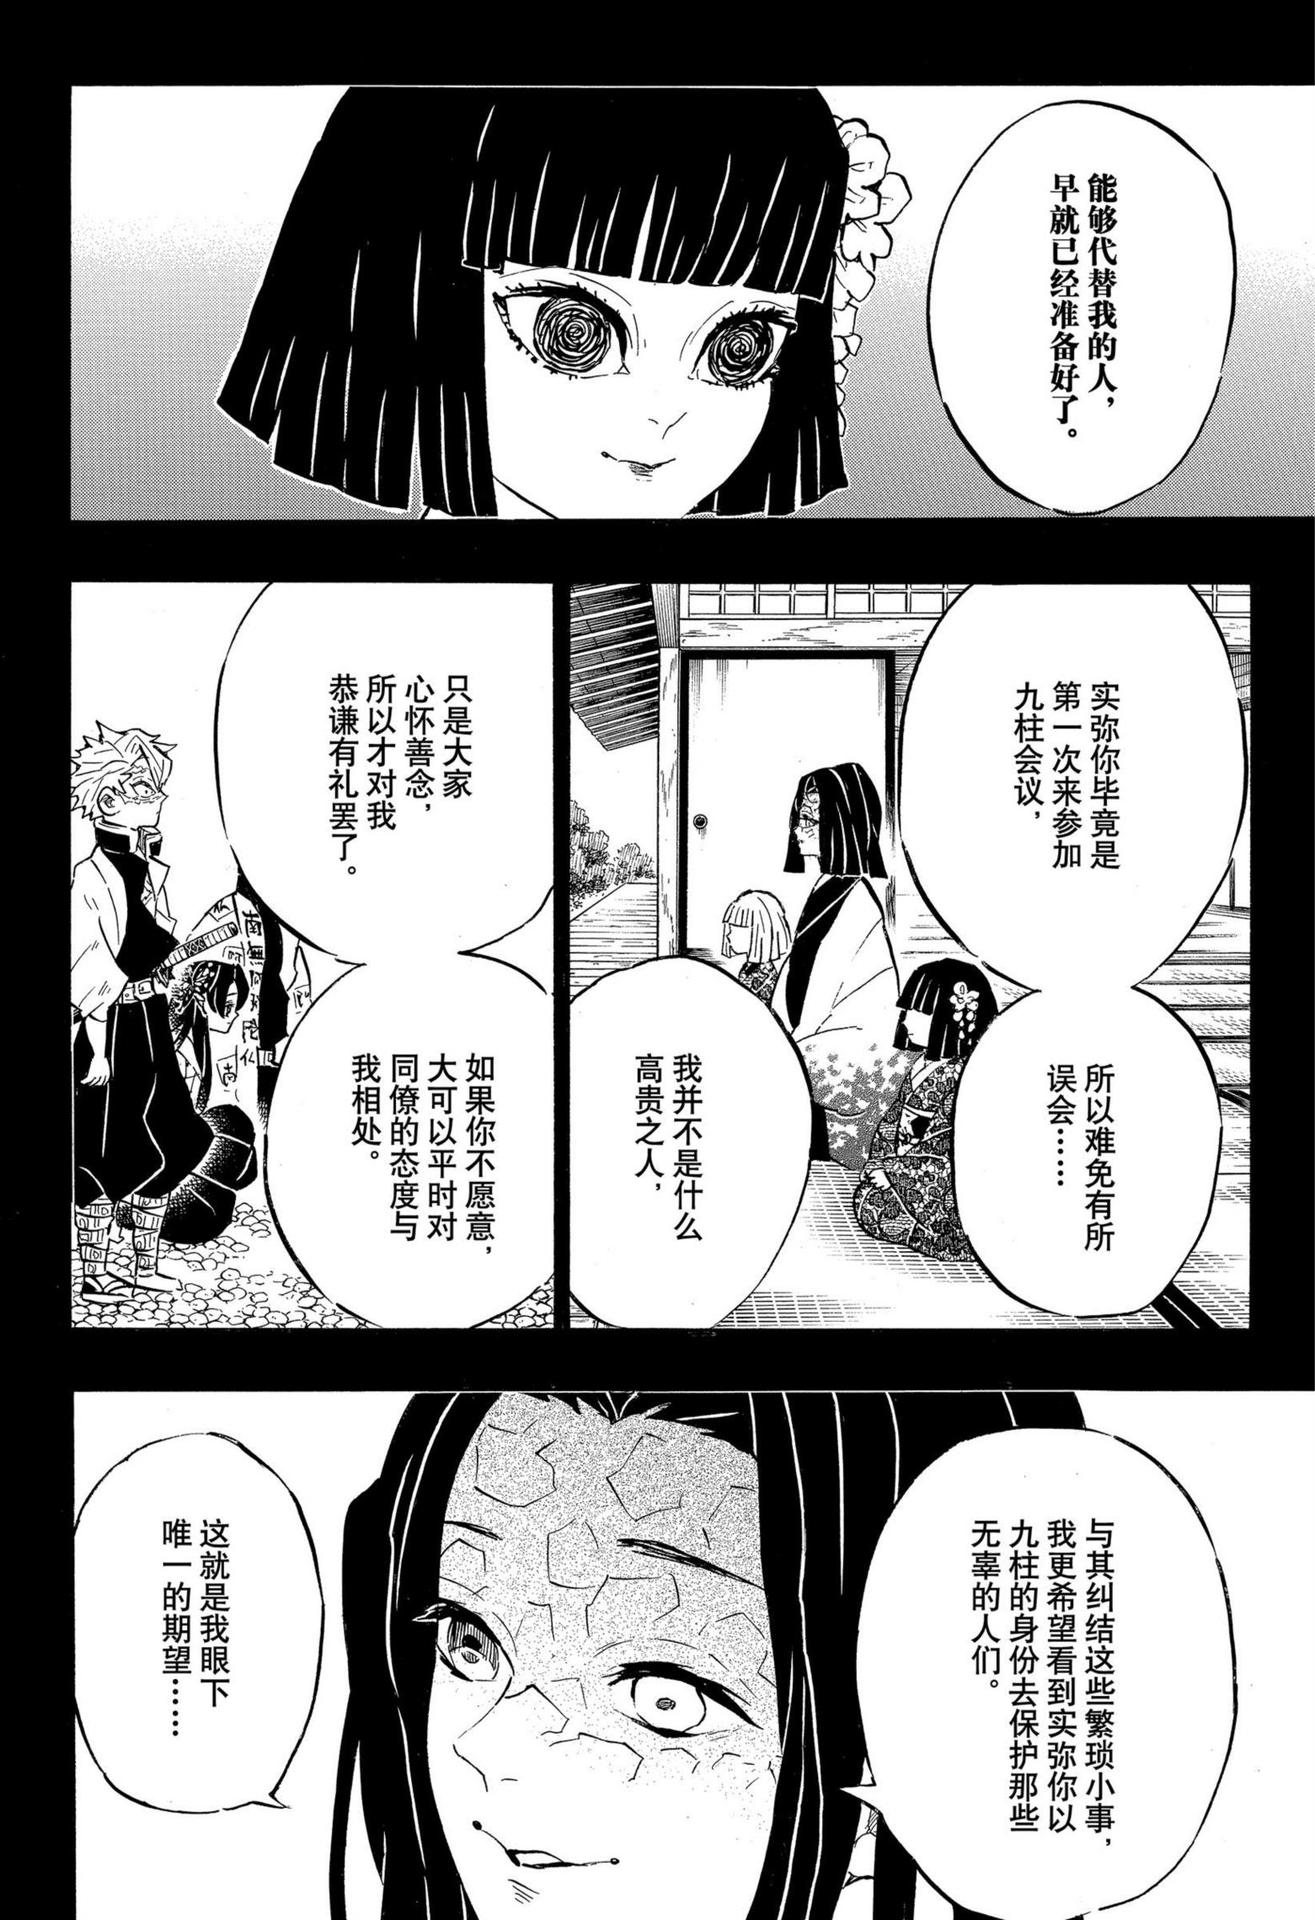 能够代替我的人，
早就已经准备好了。
实弥你毕竟是
第一次来参加
九柱会议，
所以难免有所
误会……
我并不是什么
高贵之人，
只是大家
心怀善念，
所以才对我
恭谦有礼罢了。
如果你不愿意，
大可以平时对
同僚的态度与
我相处。
南無阿
与其纠结这些繁琐小事，
我更希望看到实弥你以
九柱的身份去保护那些
无辜的人们。
这就是我眼下
唯一的期望……